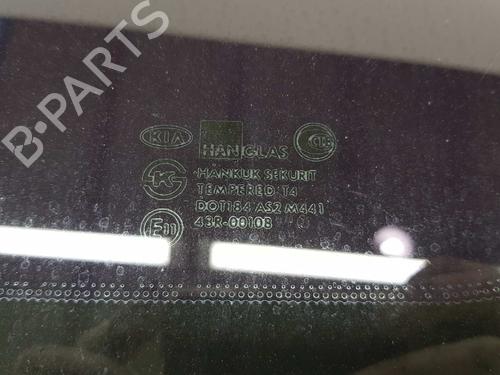 B-PARTS
KIA
HANGLAS
HANKUK SEKURIT
TEMPERED T4
DOT184 AS2 M441
43R-00108
E11